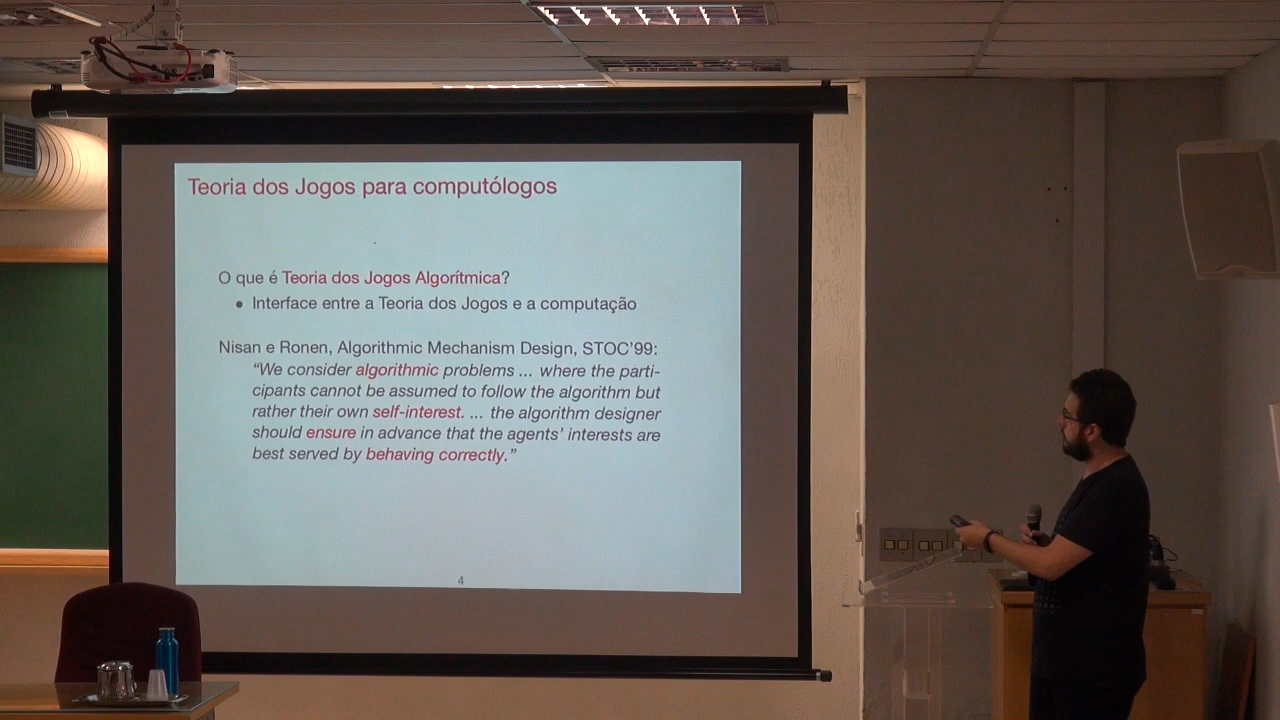 Teoria dos Jogos para computólogos
O que é Teoria dos Jogos Algorítmica?
• Interface entre a Teoria dos Jogos e a computação
Nisan e Ronen, Algorithmic Mechanism Design, STOC'99:
“We consider algorithmic problems ... where the parti-
cipants cannot be assumed to follow the algorithm but
rather their own self-interest. ... the algorithm designer
should ensure in advance that the agents' interests are
best served by behaving correctly.”
4